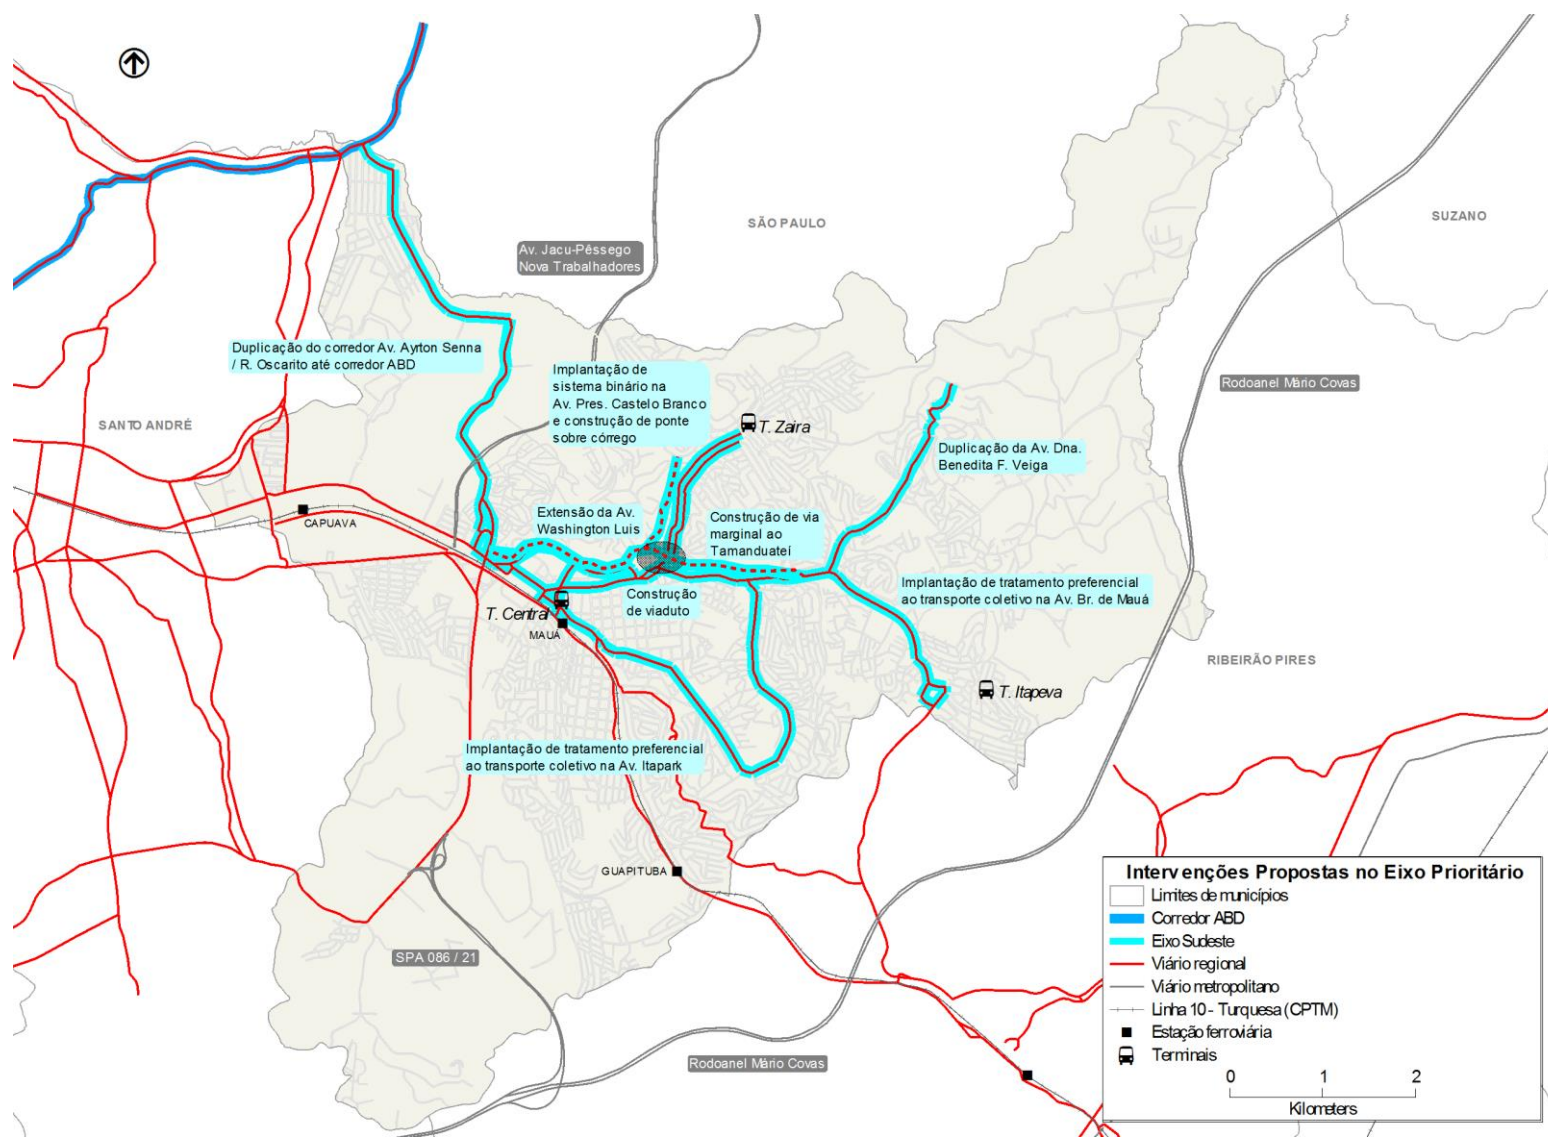 SÃO PAULO
SUZANO
Av. Jacu-Pêssego
Nova Trabalhadores
Duplicação do corredor Av. Ayrton Senna
/ R. Oscarito até corredor ABD
Implantação de
sistema binário na
Av. Pres. Castelo Branco
e construção de ponte
sobre córrego
Rodoanel Mário Covas
SANTO ANDRÉ
T. Zaira
Duplicação da Av. Dna.
Benedita F. Veiga
CAPUAVA
Extensão da Av.
Washington Luis
Construção de via
marginal ao
Tamanduateí
Implantação de tratamento preferencial
ao transporte coletivo na Av. Br. de Mauá
Construção
de viaduto
T. Central
MAUÁ
RIBEIRÃO PIRES
T. Itapeva
Implantação de tratamento preferencial
ao transporte coletivo na Av. Itapark
GUAPITUBA
SPA 086 / 21
Rodoanel Mário Covas
Intervenções Propostas no Eixo Prioritário
Limites de municípios
Corredor ABD
Eixo Sudeste
Viário regional
Viário metropolitano
Linha 10 - Turquesa (CPTM)
Estação ferroviária
Terminais
0 1 2
Kilometers